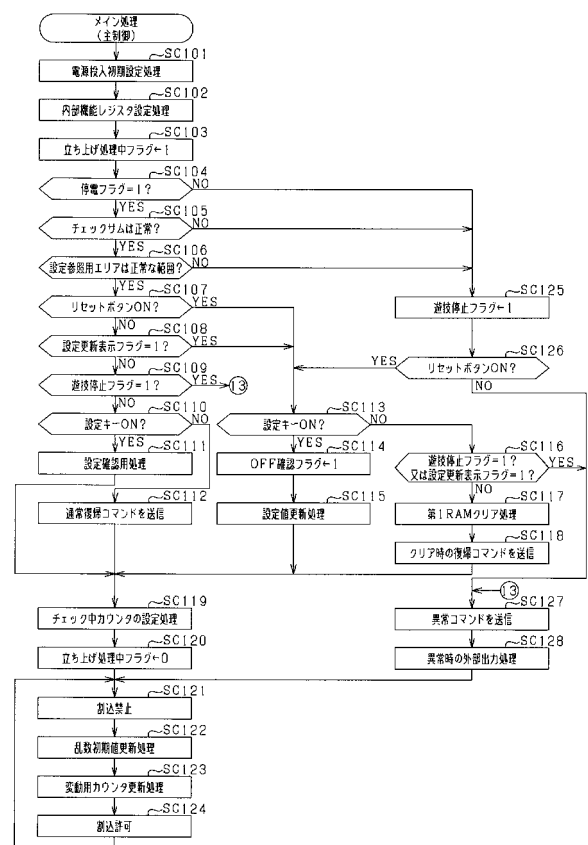 メイン処理
(主制御)
SC101
電源投入初期設定処理
SC102
内部機能レジスタ設定処理
SC103
立ち上げ処理中フラグ←1
SC104
停電フラグ=1?
NO
YES
SC105
チェックサムは正常?
NO
YES
SC106
設定参照用エリアは正常な範囲?
NO
YES
SC107
リセットボタンON?
YES
NO
SC108
設定更新表示フラグ=1?
YES
NO
SC109
遊技停止フラグ=1?
YES
13
NO
SC110
設定キーON?
NO
YES
SC111
設定確認用処理
SC112
通常復帰コマンドを送信
SC113
設定キーON?
NO
YES
SC114
OFF確認フラグ←1
SC115
設定値更新処理
SC125
遊技停止フラグ←1
SC126
リセットボタンON?
YES
NO
SC116
遊技停止フラグ=1?
又は設定更新表示フラグ=1?
YES
NO
SC117
第1RAMクリア処理
SC118
クリア時の復帰コマンドを送信
13
SC119
チェック中カウンタの設定処理
SC120
立ち上げ処理中フラグ←0
SC127
異常コマンドを送信
SC128
異常時の外部出力処理
SC121
割込禁止
SC122
乱数初期値更新処理
SC123
変動用カウンタ更新処理
SC124
割込許可